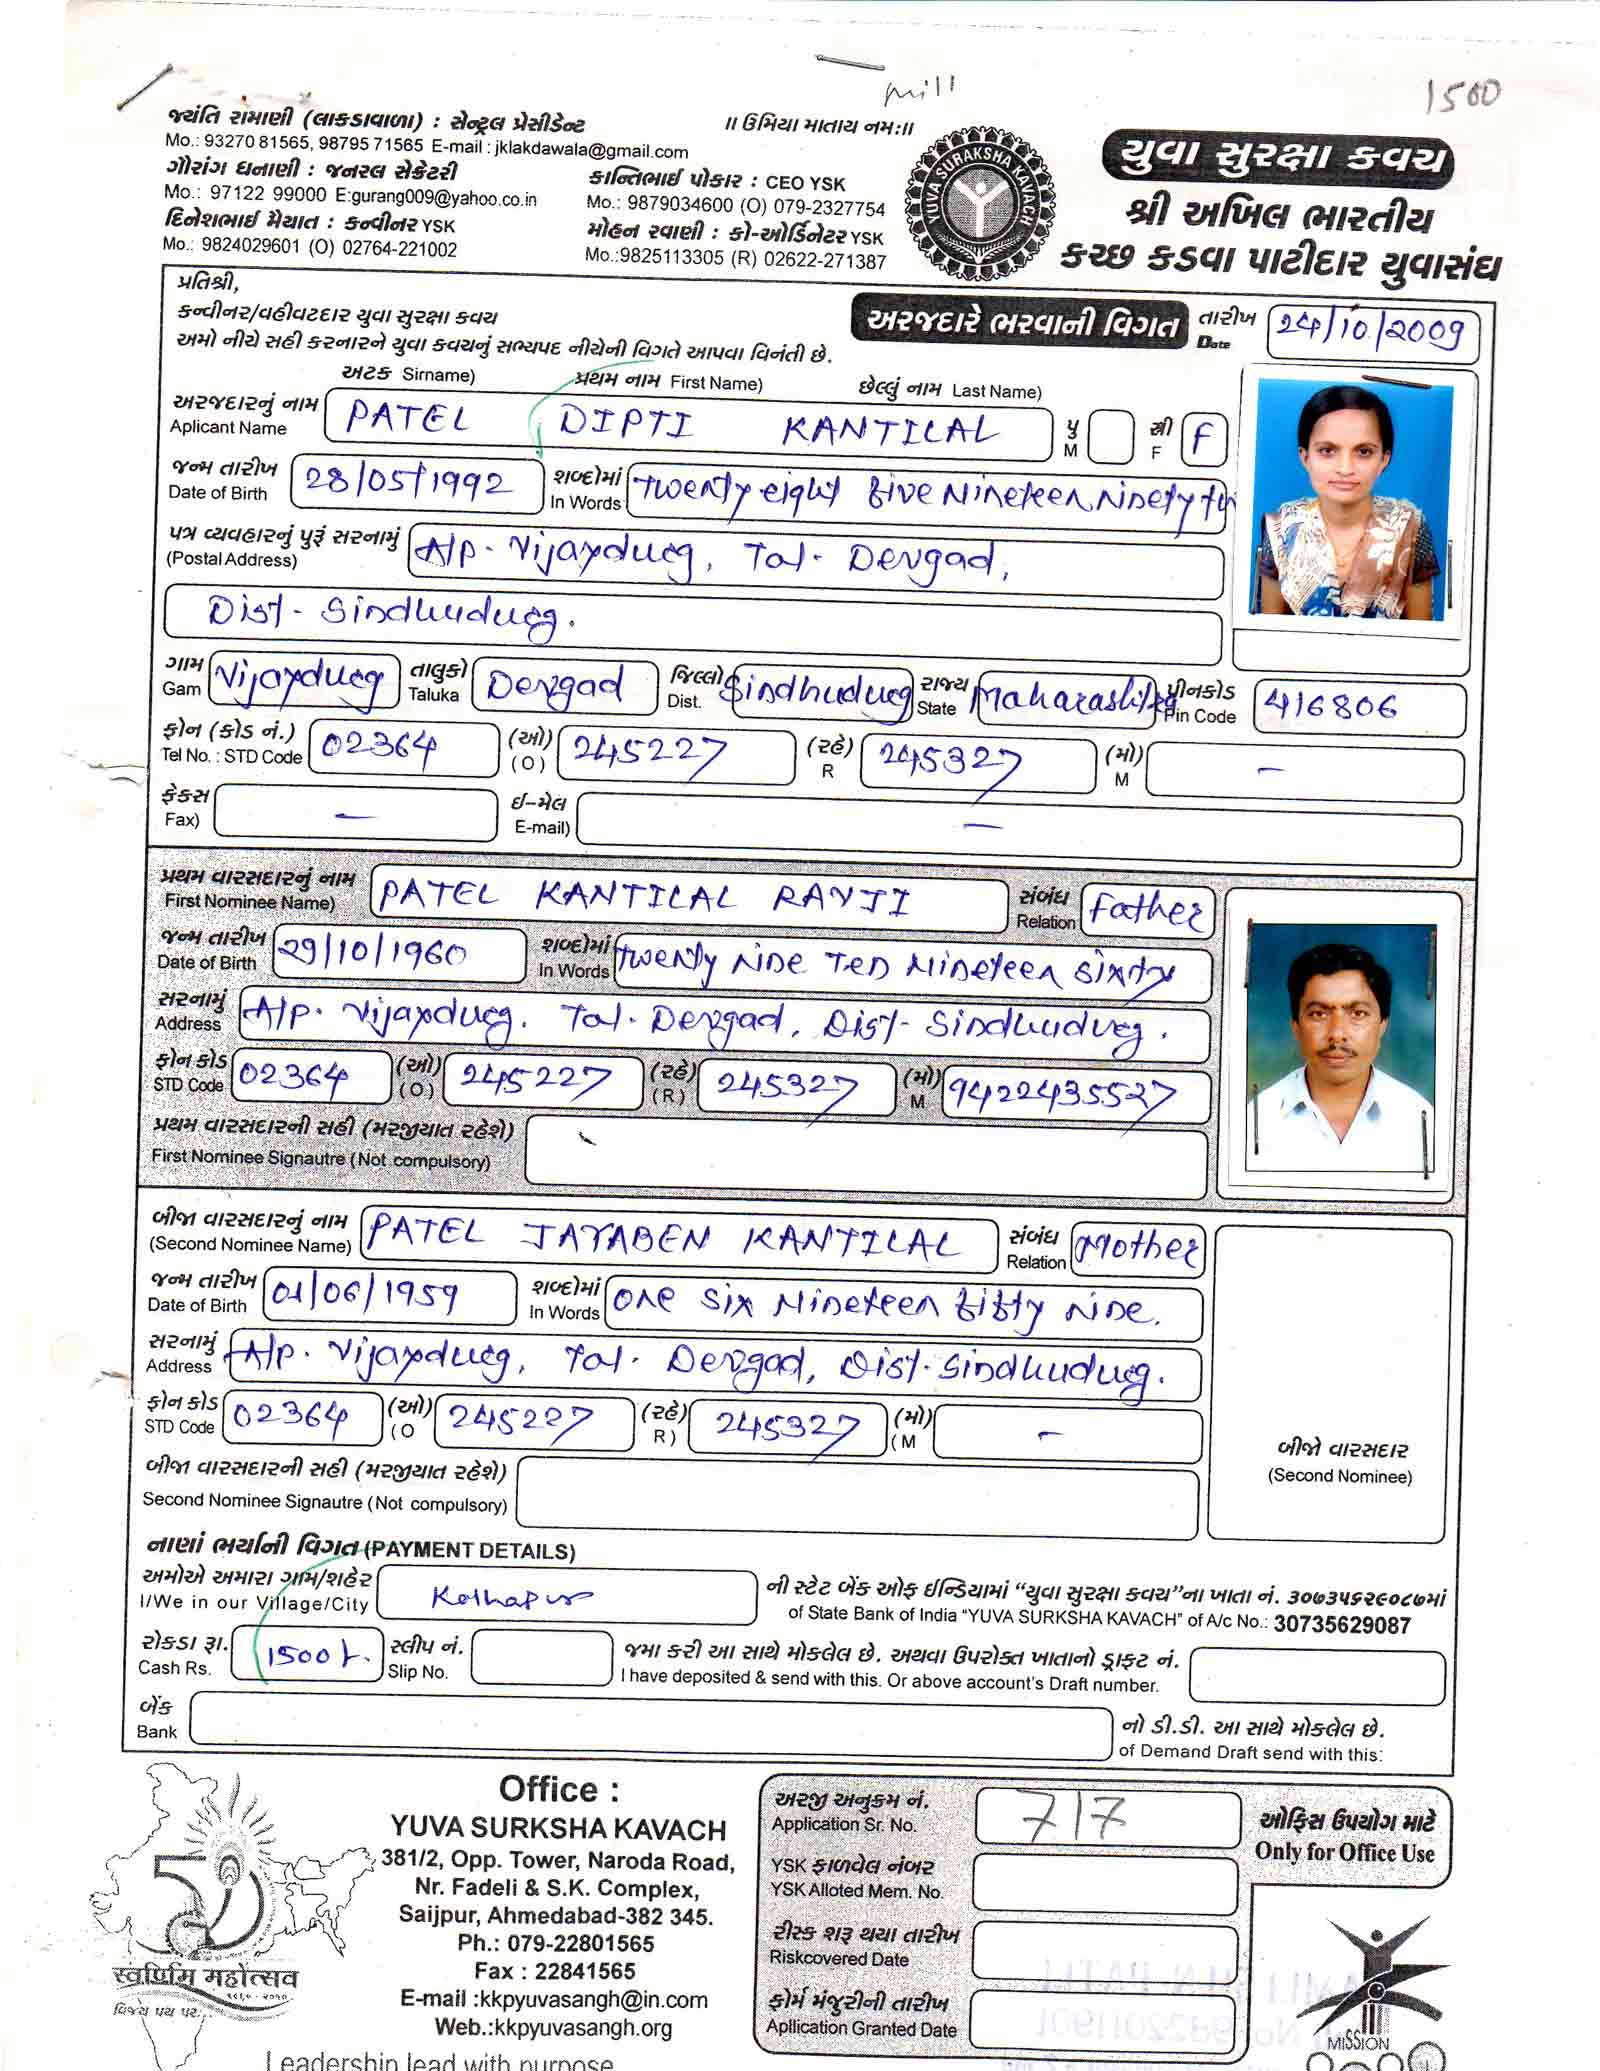 mill
1500
જયંતિ રામાણી (લાકડાવાળા) : સેન્ટ્રલ પ્રેસીડેન્ટ
Mo.: 93270 81565, 98795 71565 E-mail : jklakdawala@gmail.com
ગૌરાંગ ધનાણી : જનરલ સેક્રેટરી
Mo.: 97122 99000 E:gurang009@yahoo.co.in
દિનેશભાઈ મૈયાત : કન્વીનર YSK
Mo.: 9824029601 (O) 02764-221002
॥ ઉમિયા માતાય નમઃ॥
કાન્તિભાઈ પોકાર : CEO YSK
Mo.: 9879034600 (O) 079-2327754
મોહન રવાણી : કો-ઓર્ડિનેટર YSK
Mo.:9825113305 (R) 02622-271387
YUVA SURAKSHA KAVACH
યુવા સુરક્ષા કવચ
શ્રી અખિલ ભારતીય
કચ્છ કડવા પાટીદાર યુવાસંઘ
પ્રતિશ્રી,
કન્વીનર/વહીવટદાર યુવા સુરક્ષા કવચ
અમો નીચે સહી કરનારને યુવા કવચનું સભ્યપદ નીચેની વિગતે આપવા વિનંતી છે.
અરજદારે ભરવાની વિગત તારીખ Date 24/10/2009
અટક Sirname) પ્રથમ નામ First Name) છેલ્લું નામ Last Name)
અરજદારનું નામ Aplicant Name PATEL DIPTI KANTILAL પુ M સ્રી F F
જન્મ તારીખ Date of Birth 28/05/1992 શબ્દોમાં In Words Twenty eight five Nineteen Ninety
પત્ર વ્યવહારનું પુરૂં સરનામું (Postal Address) A/p. Vijaydurg, Tal. Devgad,
Dist- Sindhudurg.
ગામ Gam Vijaydurg તાલુકો Taluka Devgad જિલ્લો Dist. Sindhudurg રાજ્ય State Maharashtra પીનકોડ Pin Code 416806
ફોન (કોડ નં.) Tel No. : STD Code 02364 (ઓ) (O) 245227 (રહે) R 245327 (મો) M –
ફેકસ Fax) – ઈ-મેલ E-mail) –
પ્રથમ વારસદારનું નામ First Nominee Name) PATEL KANTILAL RAVJI સંબંધ Relation Father
જન્મ તારીખ Date of Birth 29/10/1960 શબ્દોમાં In Words Twenty Nine Ten Nineteen Sixty
સરનામું Address A/p. Vijaydurg. Tal. Devgad, Dist- Sindhudurg.
ફોન કોડ STD Code 02364 (ઓ) (O) 245227 (રહે) (R) 245327 (મો) M 9422435527
પ્રથમ વારસદારની સહી (મરજીયાત રહેશે)
First Nominee Signautre (Not compulsory)
બીજા વારસદારનું નામ (Second Nominee Name) PATEL JAYABEN KANTILAL સંબંધ Relation Mother
જન્મ તારીખ Date of Birth 01/06/1959 શબ્દોમાં In Words One Six Nineteen fifty Nine.
સરનામું Address A/p. Vijaydurg, Tal. Devgad, Dist. Sindhudurg.
ફોન કોડ STD Code 02364 (ઓ) (O 245227 (રહે) R) 245327 (મો) (M –
બીજા વારસદારની સહી (મરજીયાત રહેશે)
Second Nominee Signautre (Not compulsory)
બીજો વારસદાર
(Second Nominee)
નાણાં ભર્યાની વિગત (PAYMENT DETAILS)
અમોએ અમારા ગામ/શહેર I/We in our Village/City Kolhapur ની સ્ટેટ બેંક ઓફ ઈન્ડિયામાં “યુવા સુરક્ષા કવચ”ના ખાતા નં. ૩૦૭૩૫૬૨૯૦૮૭માં
of State Bank of India “YUVA SURKSHA KAVACH” of A/c No.: 30735629087
રોકડા રૂા. Cash Rs. 1500/-. સ્લીપ નં. Slip No. જમા કરી આ સાથે મોકલેલ છે. અથવા ઉપરોક્ત ખાતાનો ડ્રાફ્ટ નં.
I have deposited & send with this. Or above account's Draft number.
બેંક Bank નો ડી.ડી. આ સાથે મોકલેલ છે.
of Demand Draft send with this:
स्वर्णिम महोत्सव
Office :
YUVA SURKSHA KAVACH
381/2, Opp. Tower, Naroda Road,
Nr. Fadeli & S.K. Complex,
Saijpur, Ahmedabad-382 345.
Ph.: 079-22801565
Fax : 22841565
E-mail :kkpyuvasangh@in.com
Web.:kkpyuvasangh.org
Leadership lead with purpose
અરજી અનુક્રમ નં. Application Sr. No. 717
YSK ફાળવેલ નંબર YSK Alloted Mem. No.
રીસ્ક શરૂ થયા તારીખ Riskcovered Date
ફોર્મ મંજુરીની તારીખ Apllication Granted Date
ઓફિસ ઉપયોગ માટે
Only for Office Use
MISSION